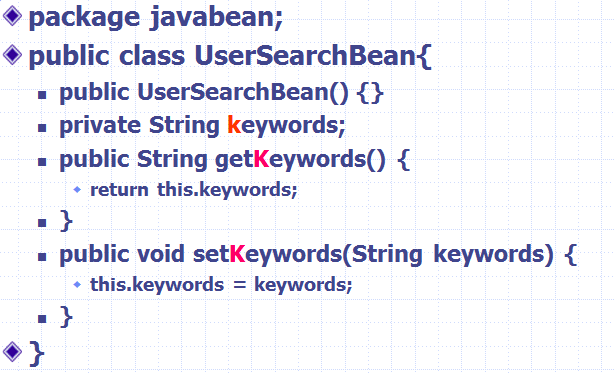 package javabean;
public class UserSearchBean{
public UserSearchBean() {}
private String keywords;
public String getKeywords() {
return this.keywords;
}
public void setKeywords(String keywords) {
this.keywords = keywords;
}
}